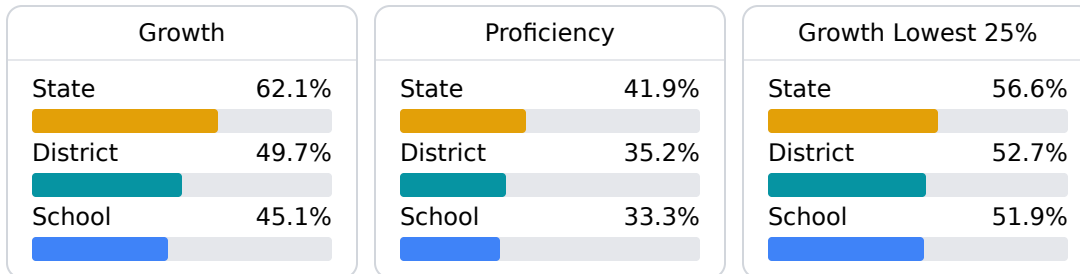 Growth
State 62.1%
District 49.7%
School 45.1%
Proficiency
State 41.9%
District 35.2%
School 33.3%
Growth Lowest 25%
State 56.6%
District 52.7%
School 51.9%